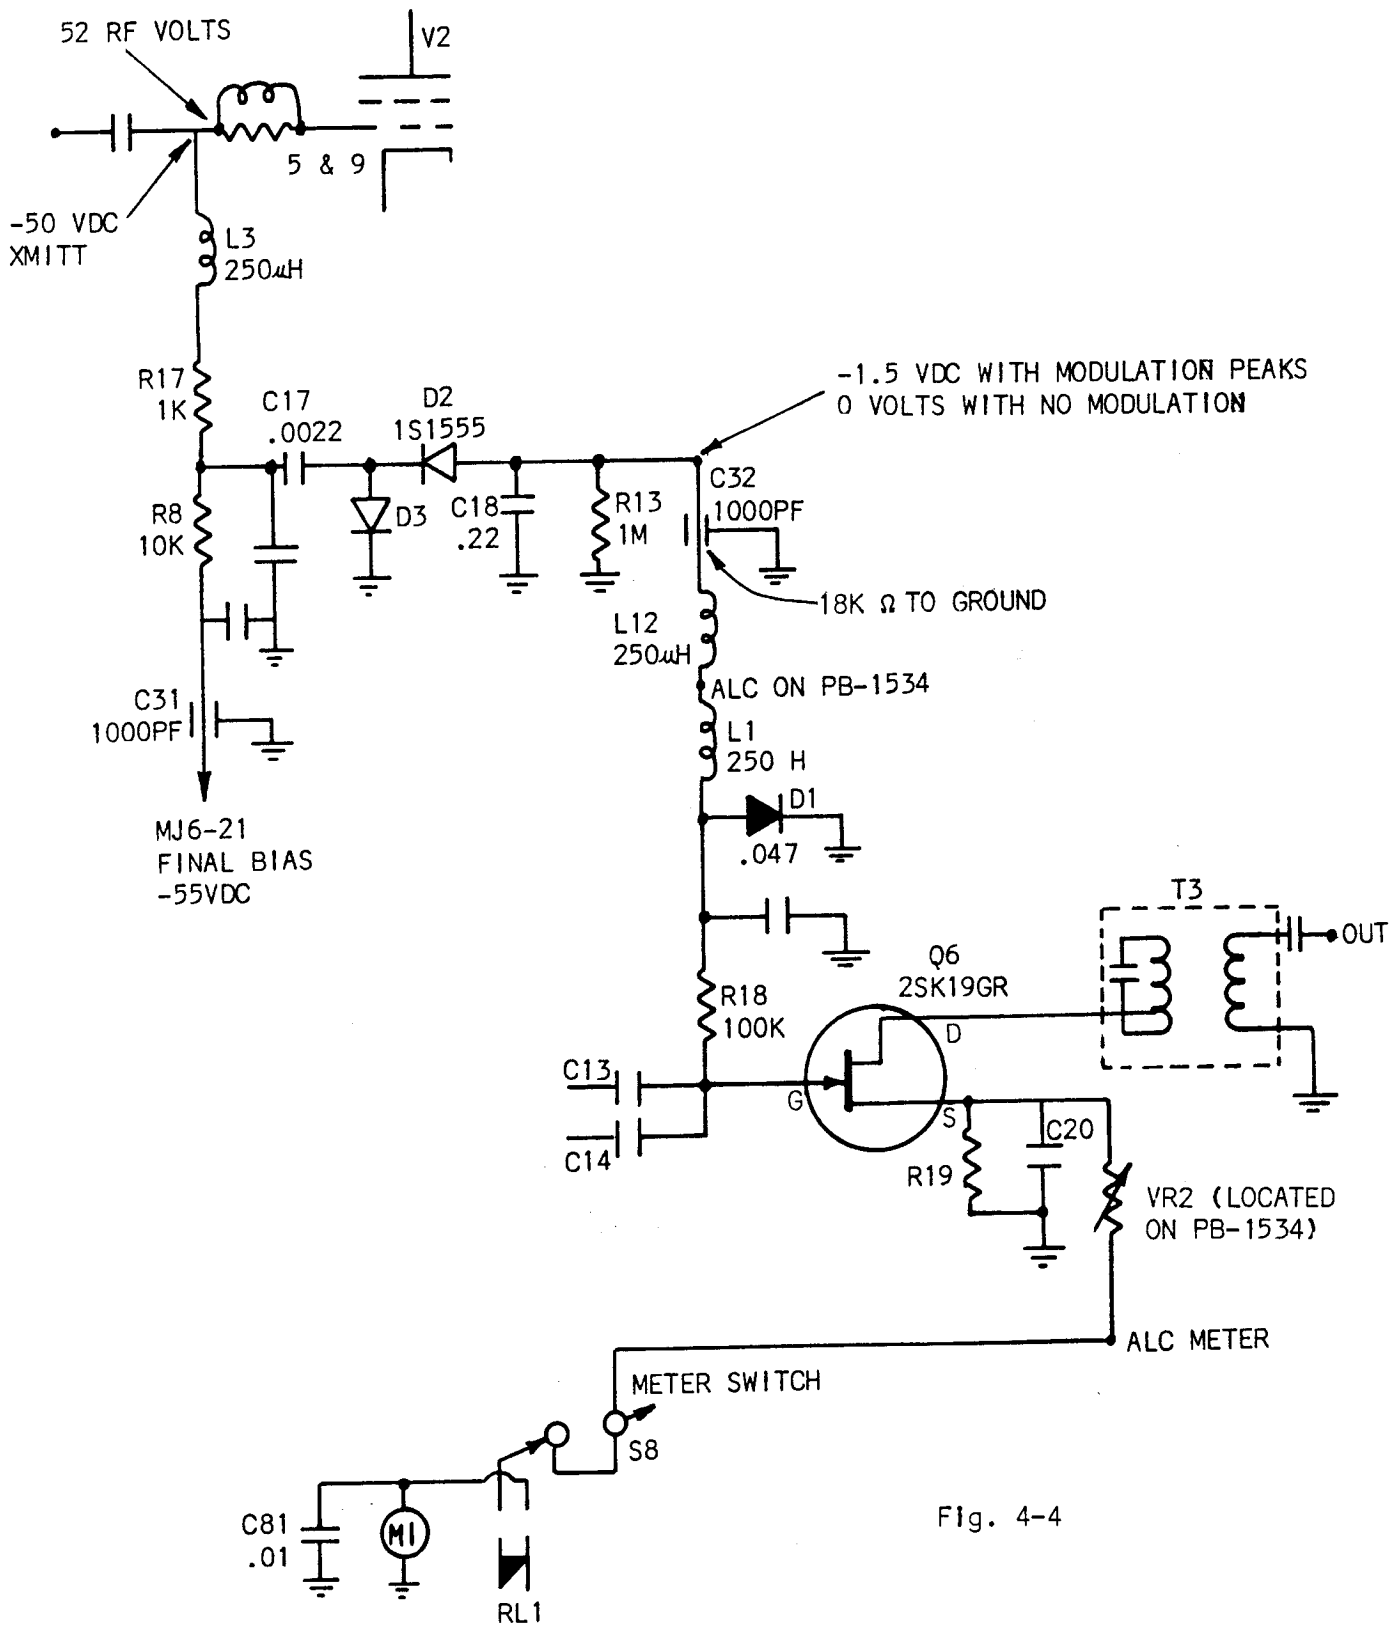 52 RF VOLTS
V2
5 & 9
-50 VDC
XMITT
L3
250µH
R17
1K
C17
.0022
D2
1S1555
-1.5 VDC WITH MODULATION PEAKS
0 VOLTS WITH NO MODULATION
R8
10K
D3
C18
.22
R13
1M
C32
1000PF
18K Ω TO GROUND
L12
250µH
ALC ON PB-1534
C31
1000PF
L1
250 H
D1
.047
MJ6-21
FINAL BIAS
-55VDC
T3
OUT
Q6
2SK19GR
R18
100K
D
C13
G
S
C14
C20
R19
VR2 (LOCATED
ON PB-1534)
ALC METER
METER SWITCH
S8
C81
.01
M1
RL1
Fig. 4-4